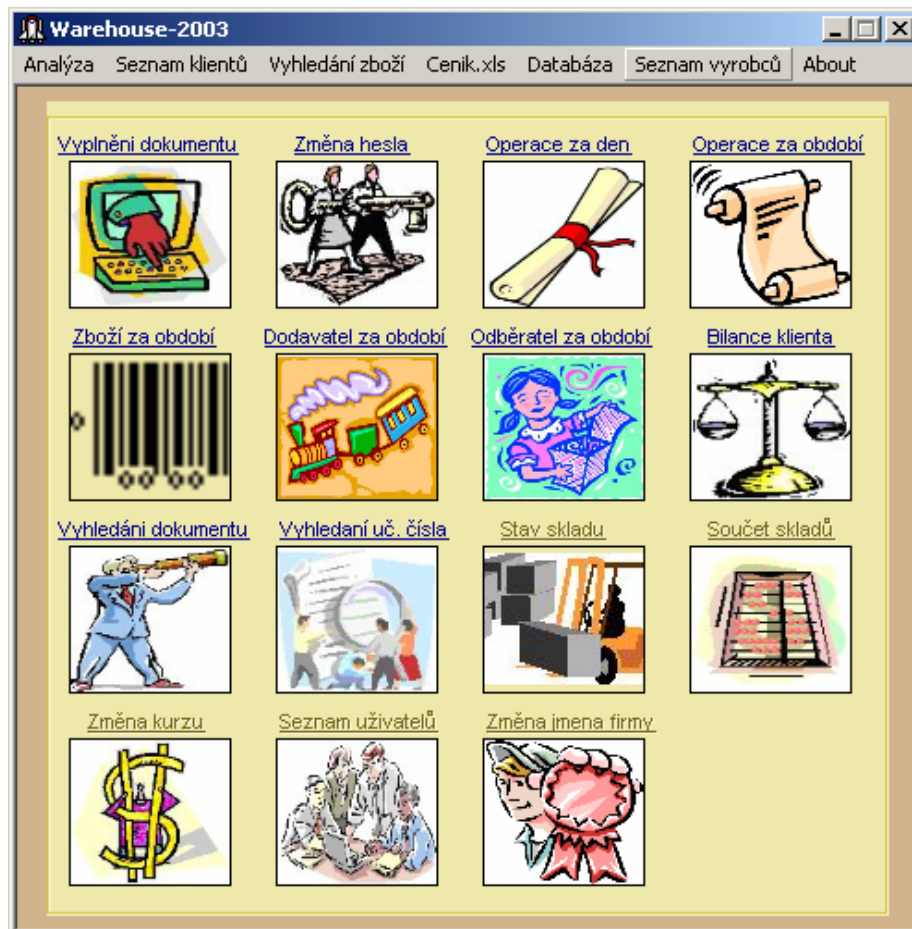 Warehouse-2003
Analýza Seznam klientů Vyhledání zboží Cenik.xls Databáza Seznam vyrobců About
Vyplněni dokumentu Změna hesla Operace za den Operace za období
Zboží za období Dodavatel za období Odběratel za období Bilance klienta
Vyhledáni dokumentu Vyhledaní uč. čísla Stav skladu Součet skladů
Změna kurzu Seznam uživatelů Změna jmena firmy